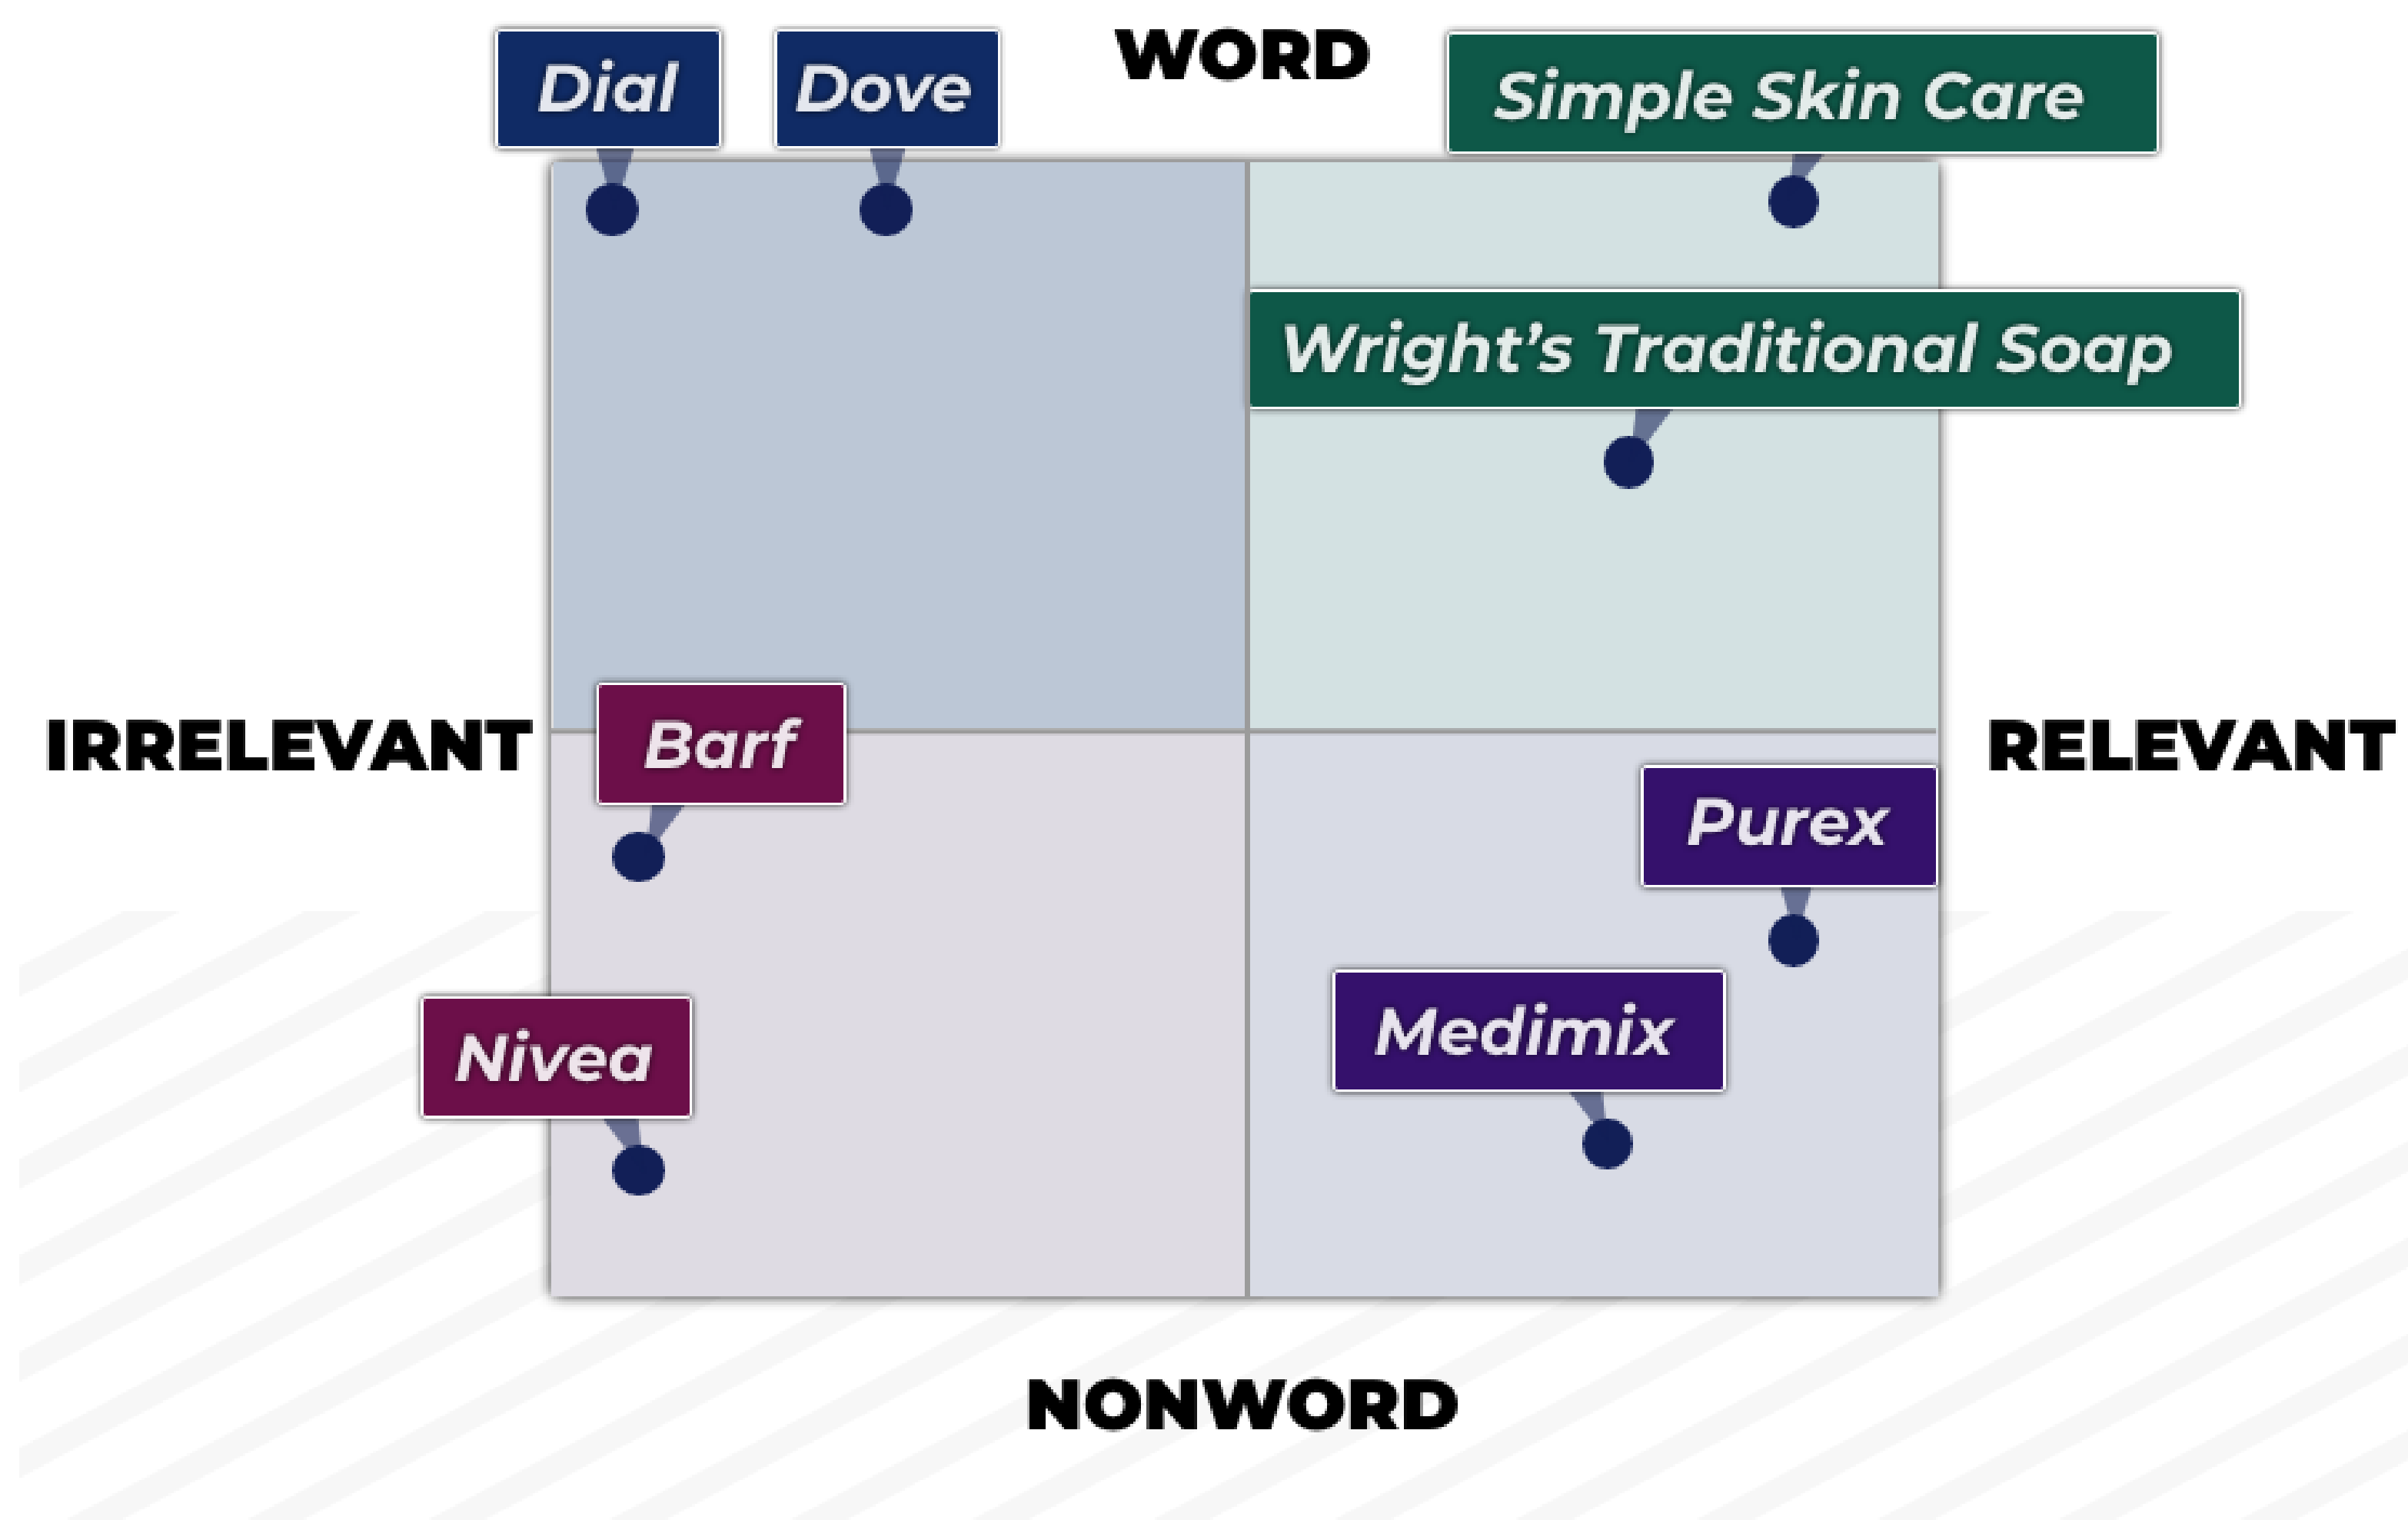 WORD
Dial
Dove
Simple Skin Care
Wright’s Traditional Soap
Barf
IRRELEVANT
RELEVANT
Purex
Medimix
Nivea
NONWORD